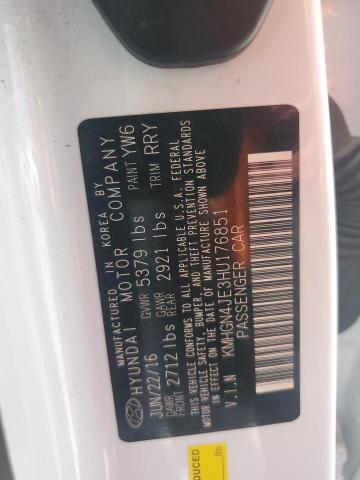 MANUFACTURED IN KOREA BY
HYUNDAI MOTOR COMPANY
JUN/22/16 GVWR 5379 lbs PAINT YW6
GAWR FRONT 2712 lbs GAWR REAR 2921 lbs TRIM RRY
THIS VEHICLE CONFORMS TO ALL APPLICABLE U.S.A. FEDERAL
MOTOR VEHICLE SAFETY, BUMPER, AND THEFT PREVENTION STANDARDS
IN EFFECT ON THE DATE OF MANUFACTURE SHOWN ABOVE
V.I.N KMHGN4JE3HU176851
PASSENGER CAR
DUCED